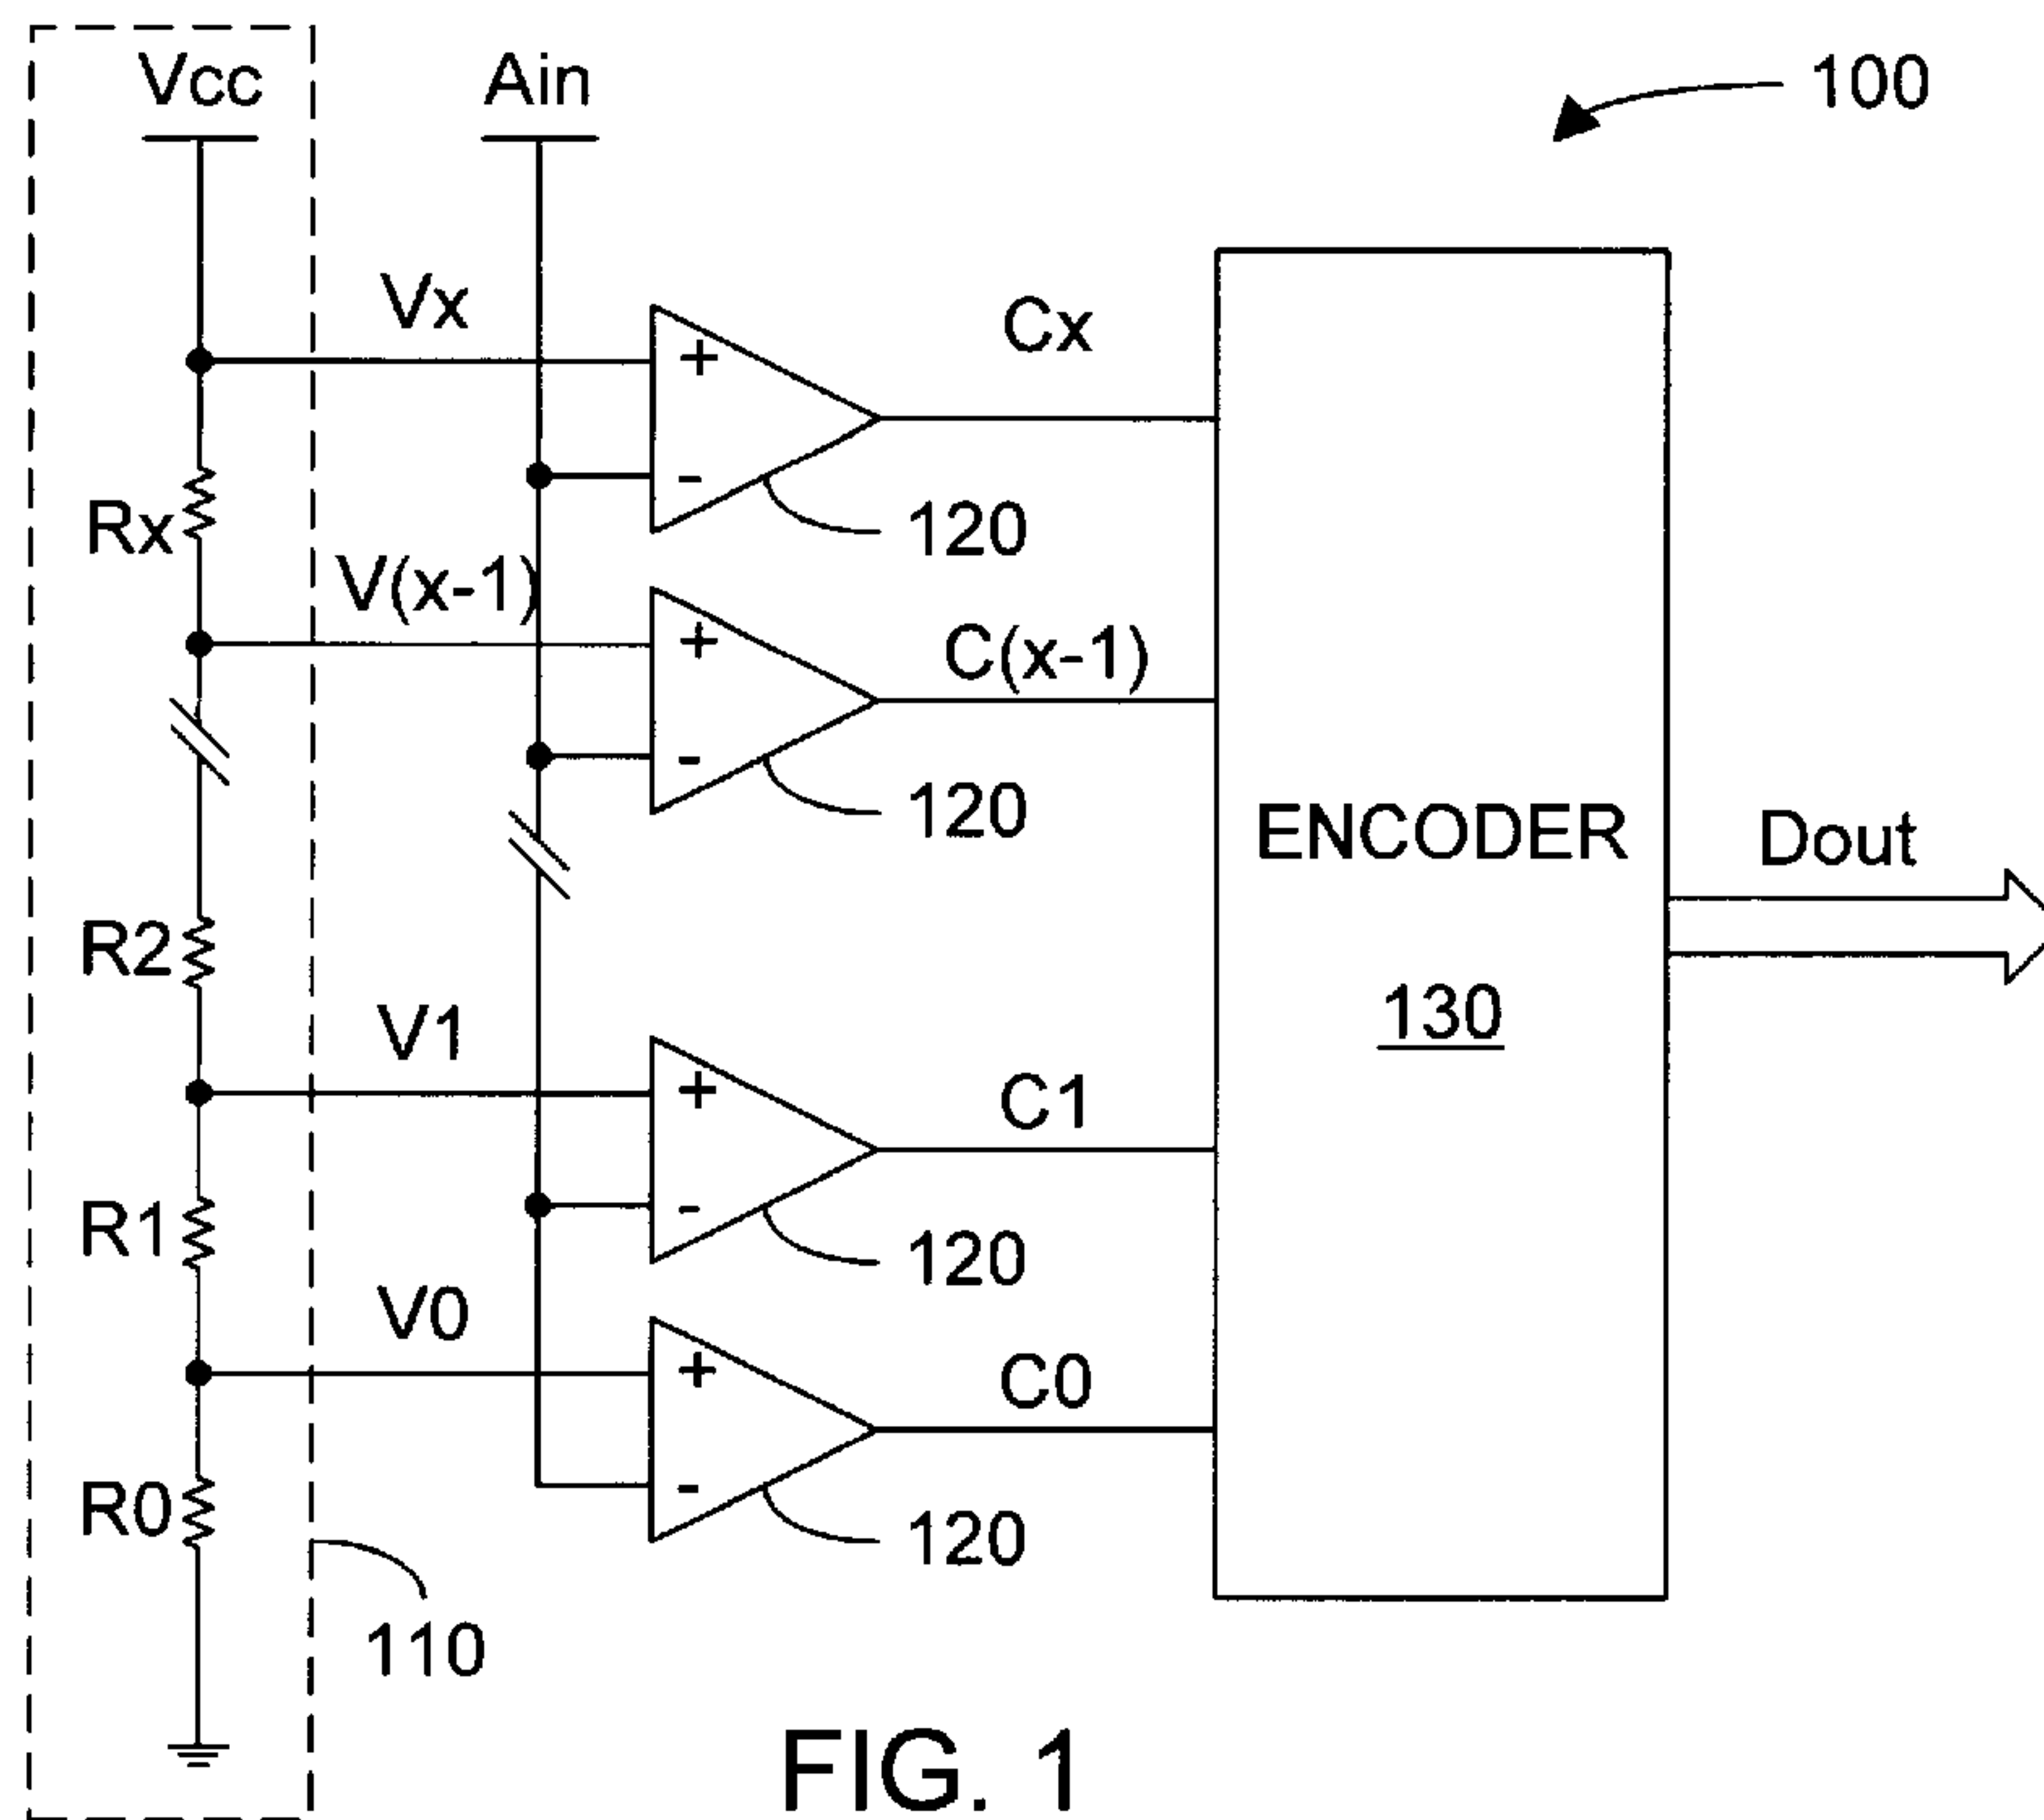 Vcc
Ain
100
Vx
+
-
Cx
120
Rx
V(x-1)
+
-
C(x-1)
120
ENCODER
130
Dout
R2
V1
+
-
C1
120
R1
V0
+
-
C0
120
R0
110
FIG. 1